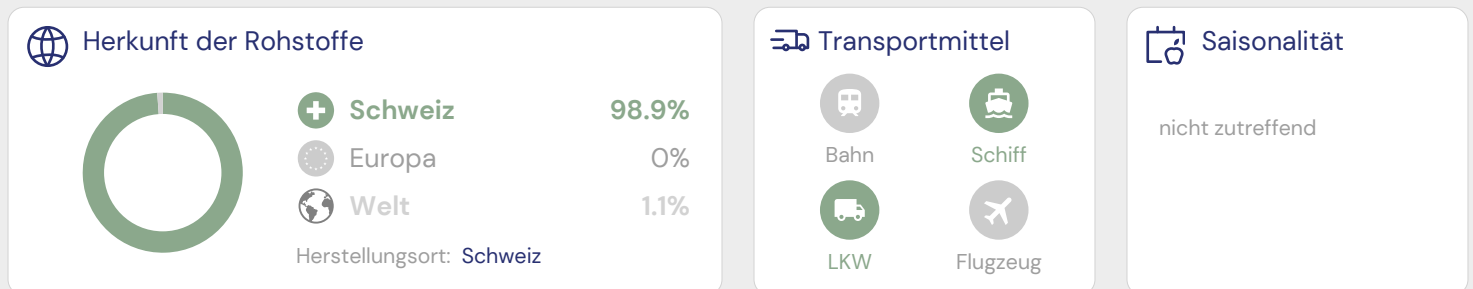 Herkunft der Rohstoffe
Schweiz 98.9%
Europa 0%
Welt 1.1%
Herstellungsort: Schweiz
Transportmittel
Bahn Schiff
LKW Flugzeug
Saisonalität
nicht zutreffend